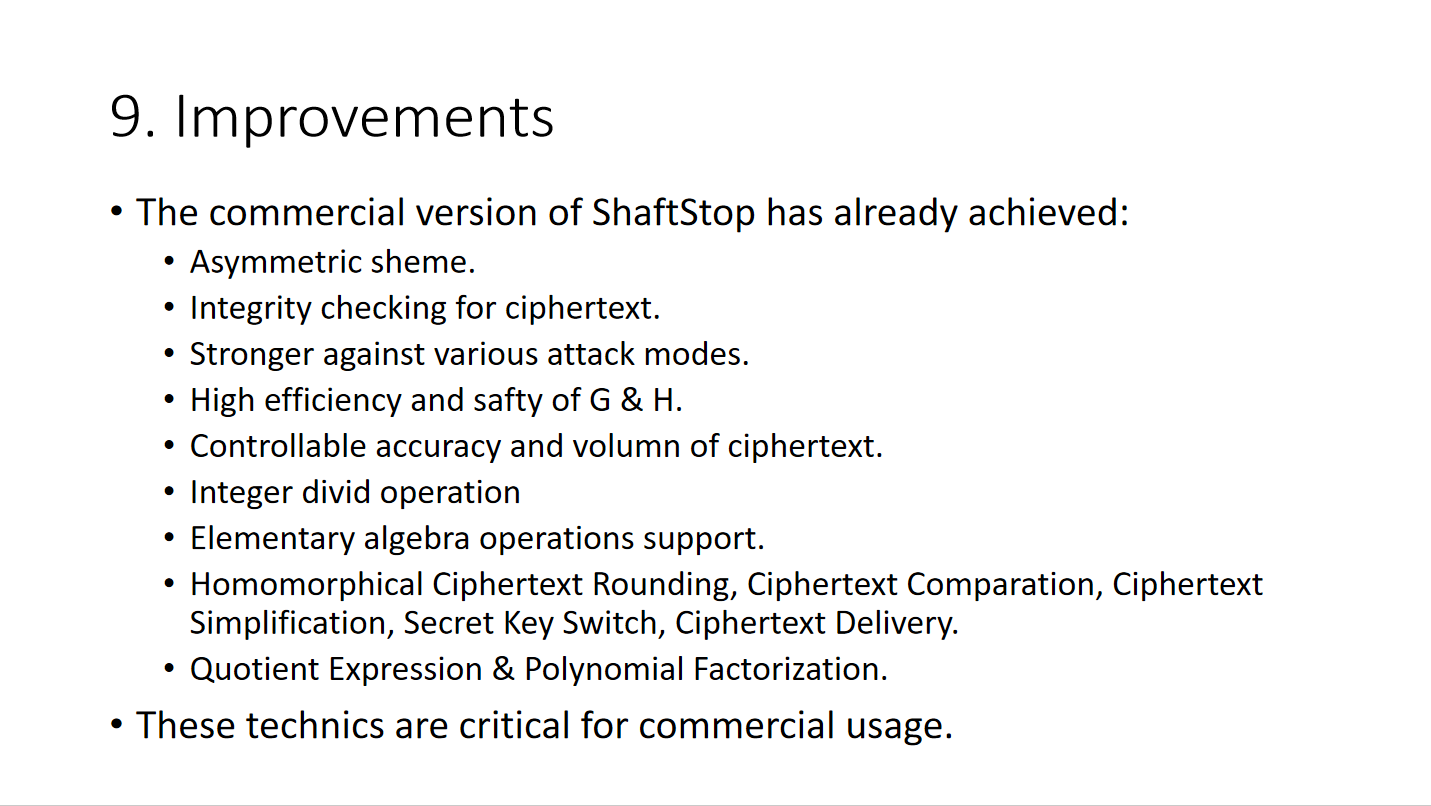 9. Improvements
• The commercial version of ShaftStop has already achieved:
• Asymmetric sheme.
• Integrity checking for ciphertext.
• Stronger against various attack modes.
• High efficiency and safty of G & H.
• Controllable accuracy and volumn of ciphertext.
• Integer divid operation
• Elementary algebra operations support.
• Homomorphical Ciphertext Rounding, Ciphertext Comparation, Ciphertext
Simplification, Secret Key Switch, Ciphertext Delivery.
• Quotient Expression & Polynomial Factorization.
• These technics are critical for commercial usage.